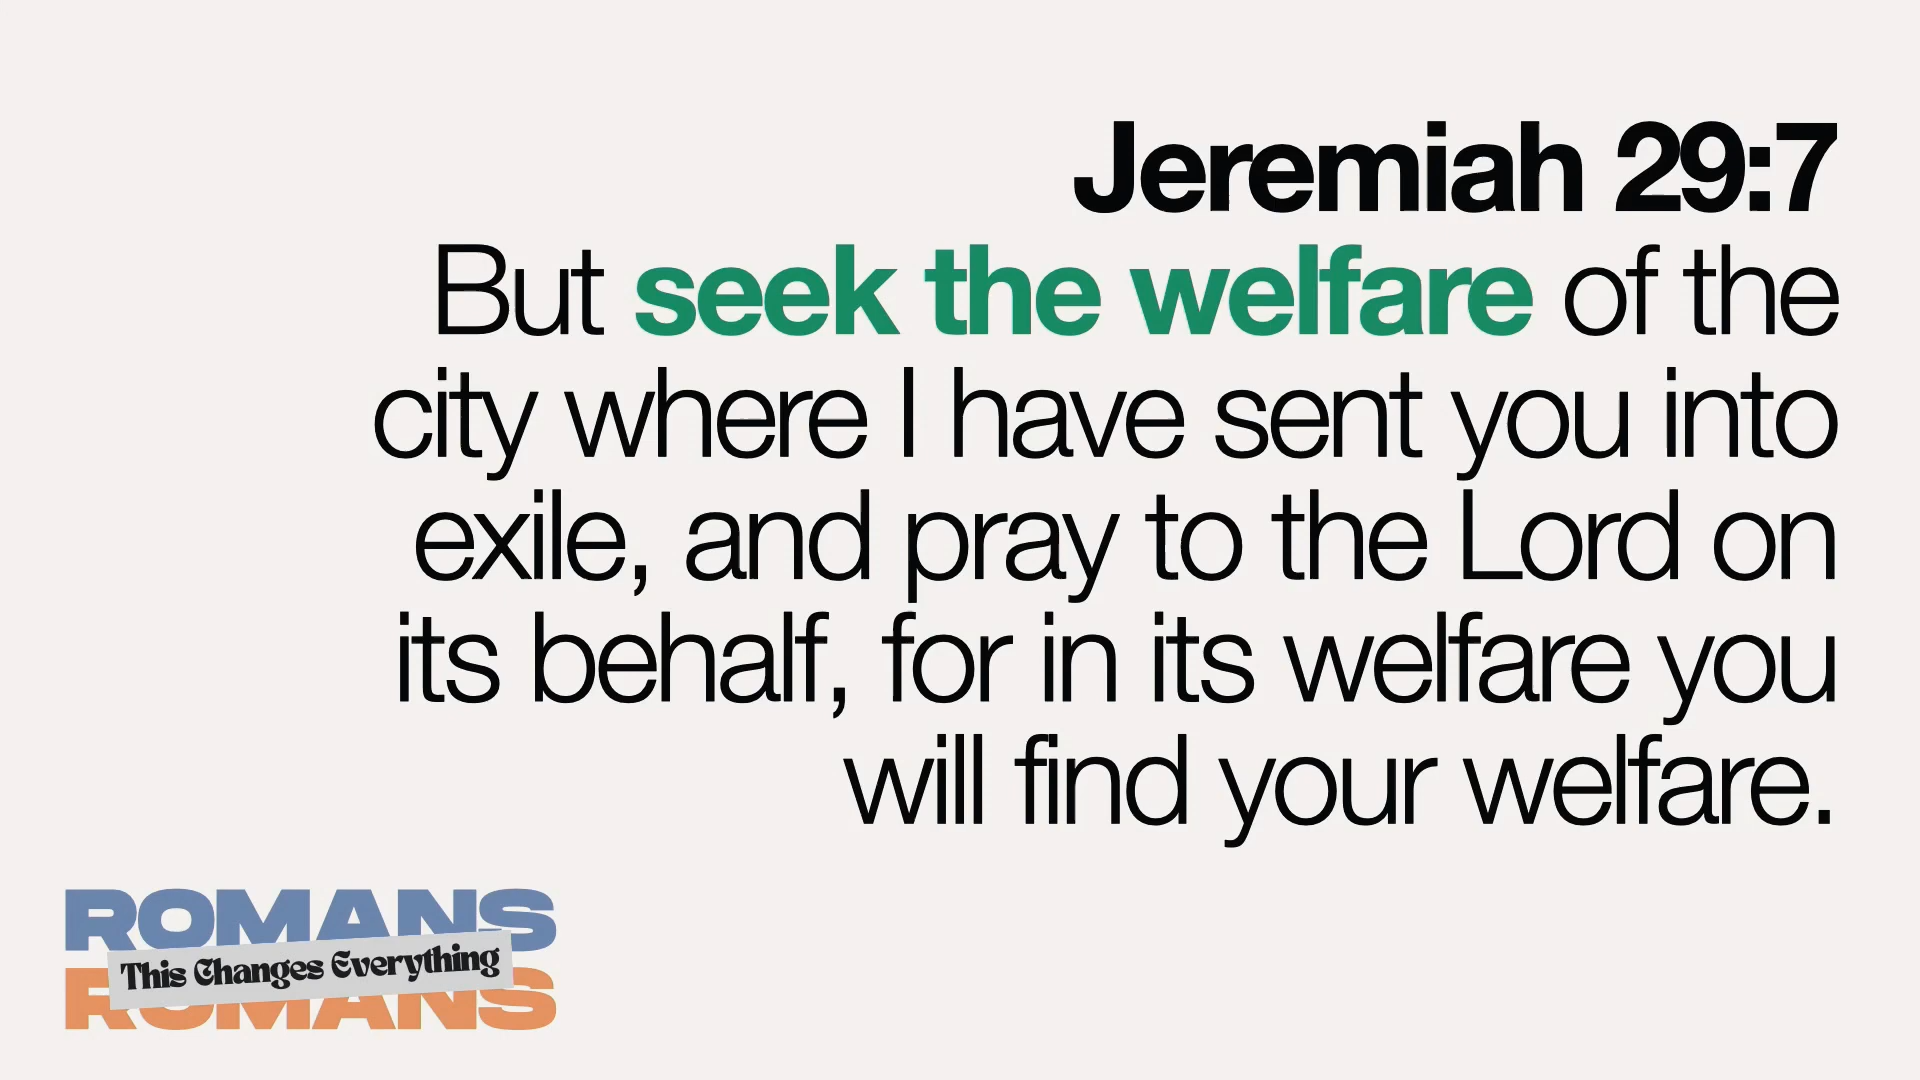 Jeremiah 29:7
But seek the welfare of the
city where I have sent you into
exile, and pray to the Lord on
its behalf, for in its welfare you
will find your welfare.
ROMANS
This Changes Everything
ROMANS